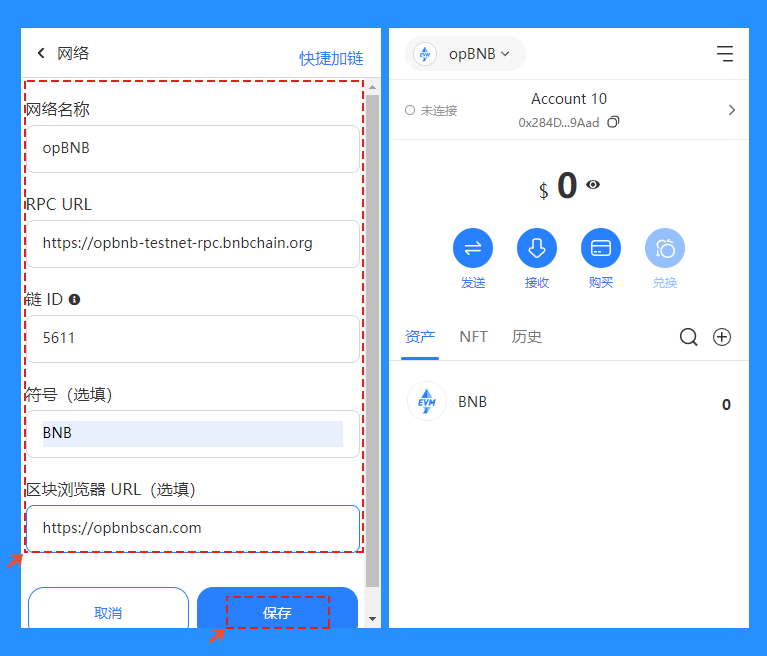 网络
快捷加链
网络名称
opBNB
RPC URL
https://opbnb-testnet-rpc.bnbchain.org
链 ID
5611
符号（选填）
BNB
区块浏览器 URL（选填）
https://opbnbscan.com
取消
保存
EVM
opBNB
未连接
Account 10
0x284D...9Aad
$ 0
发送
接收
购买
兑换
资产
NFT
历史
EVM
BNB
0